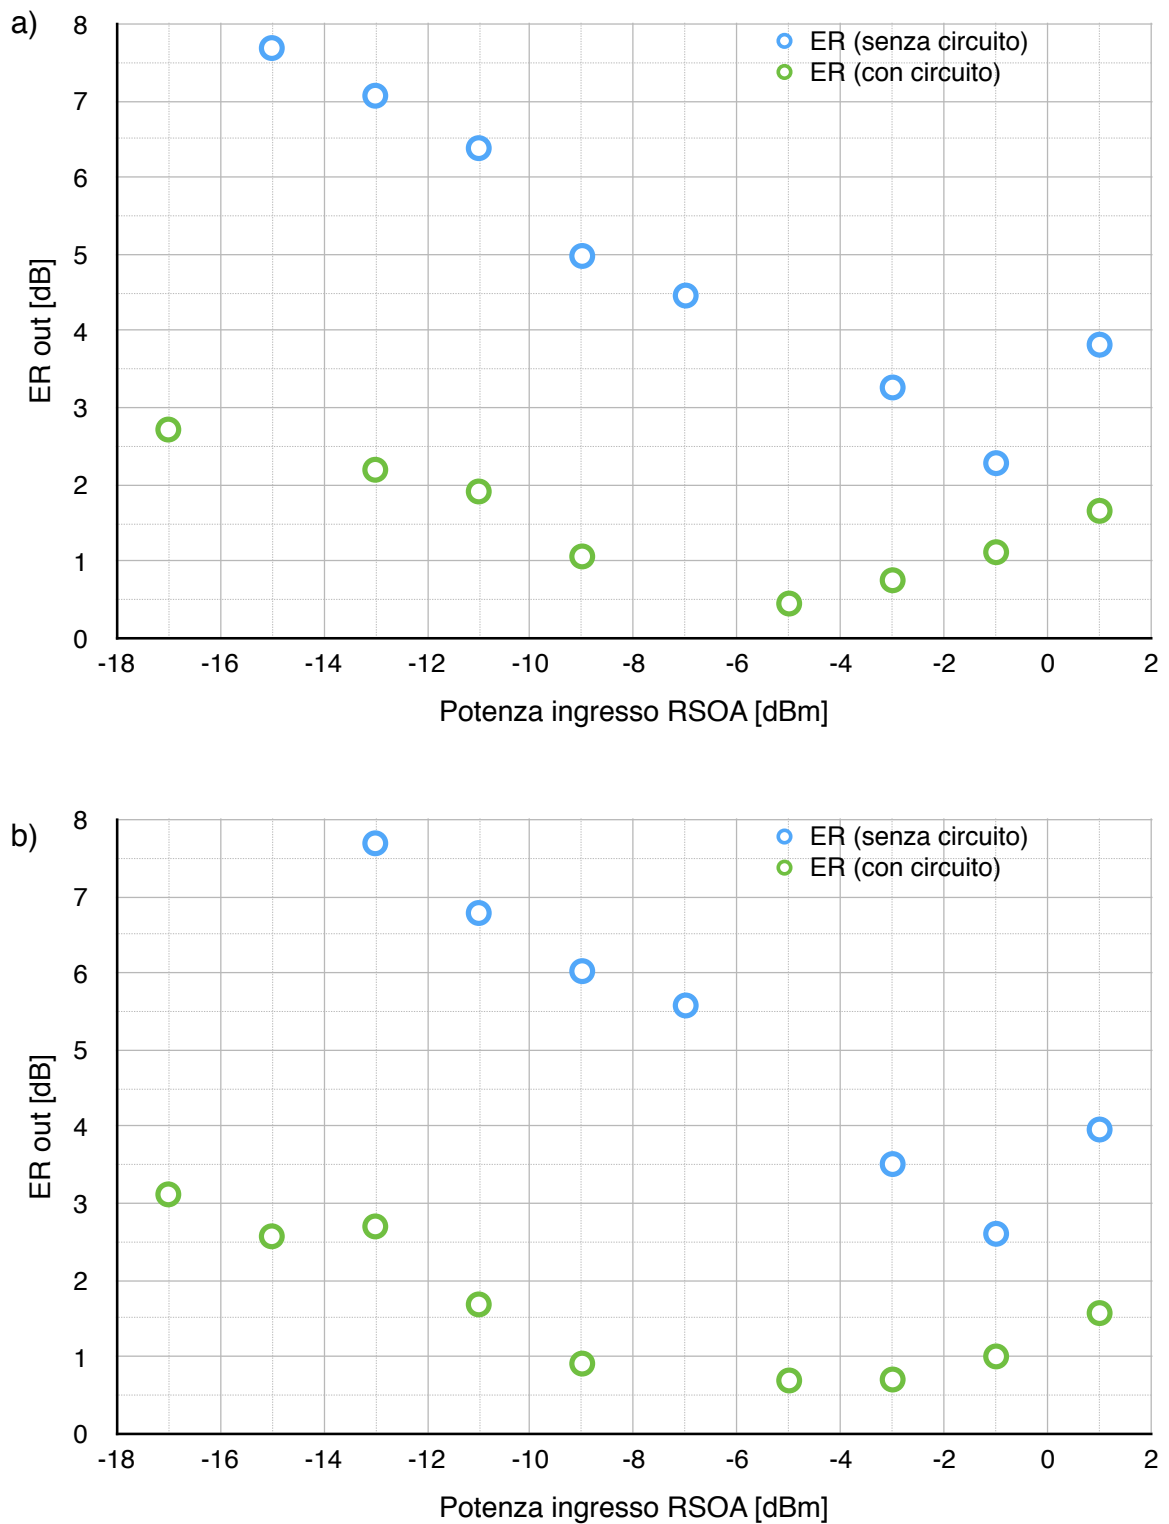 a)
8
7
6
5
4
3
2
1
0
ER out [dB]
ER (senza circuito)
ER (con circuito)
-18 -16 -14 -12 -10 -8 -6 -4 -2 0 2
Potenza ingresso RSOA [dBm]
b)
8
7
6
5
4
3
2
1
0
ER out [dB]
ER (senza circuito)
ER (con circuito)
-18 -16 -14 -12 -10 -8 -6 -4 -2 0 2
Potenza ingresso RSOA [dBm]